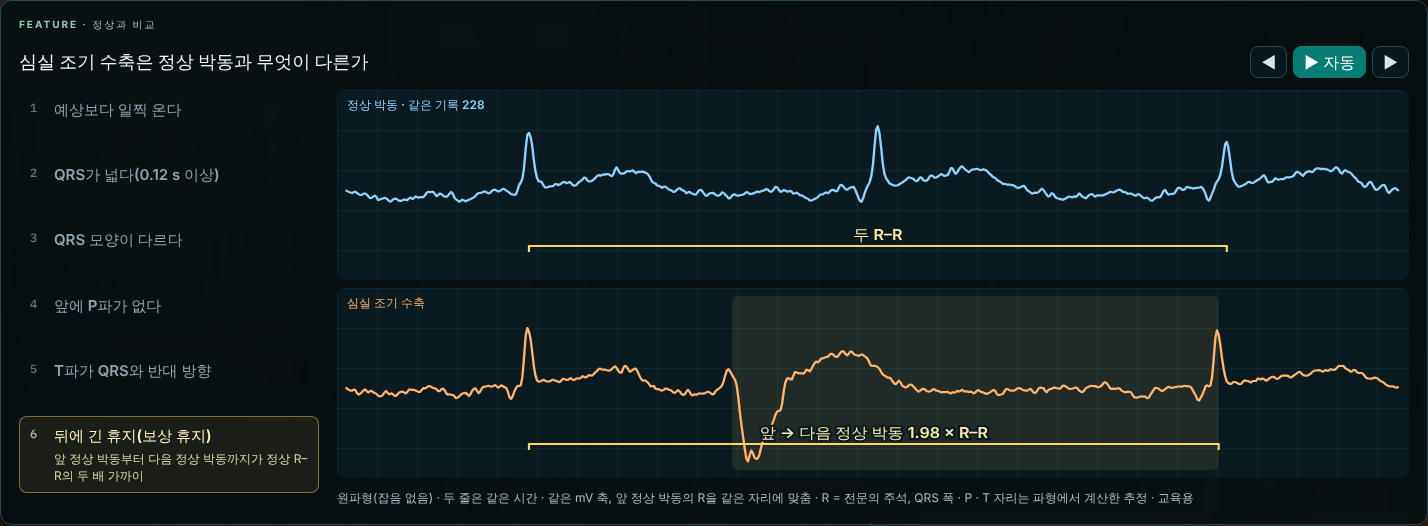 FEATURE · 정상과 비교
심실 조기 수축은 정상 박동과 무엇이 다른가
◀
▶ 자동
▶
1 예상보다 일찍 온다
2 QRS가 넓다(0.12 s 이상)
3 QRS 모양이 다르다
4 앞에 P파가 없다
5 T파가 QRS와 반대 방향
6 뒤에 긴 휴지(보상 휴지)
앞 정상 박동부터 다음 정상 박동까지가 정상 R–
R의 두 배 가까이
정상 박동 · 같은 기록 228
두 R–R
심실 조기 수축
앞 → 다음 정상 박동 1.98 × R–R
원파형(잡음 없음) · 두 줄은 같은 시간 · 같은 mV 축, 앞 정상 박동의 R을 같은 자리에 맞춤 · R = 전문의 주석, QRS 폭 · P · T 자리는 파형에서 계산한 추정 · 교육용